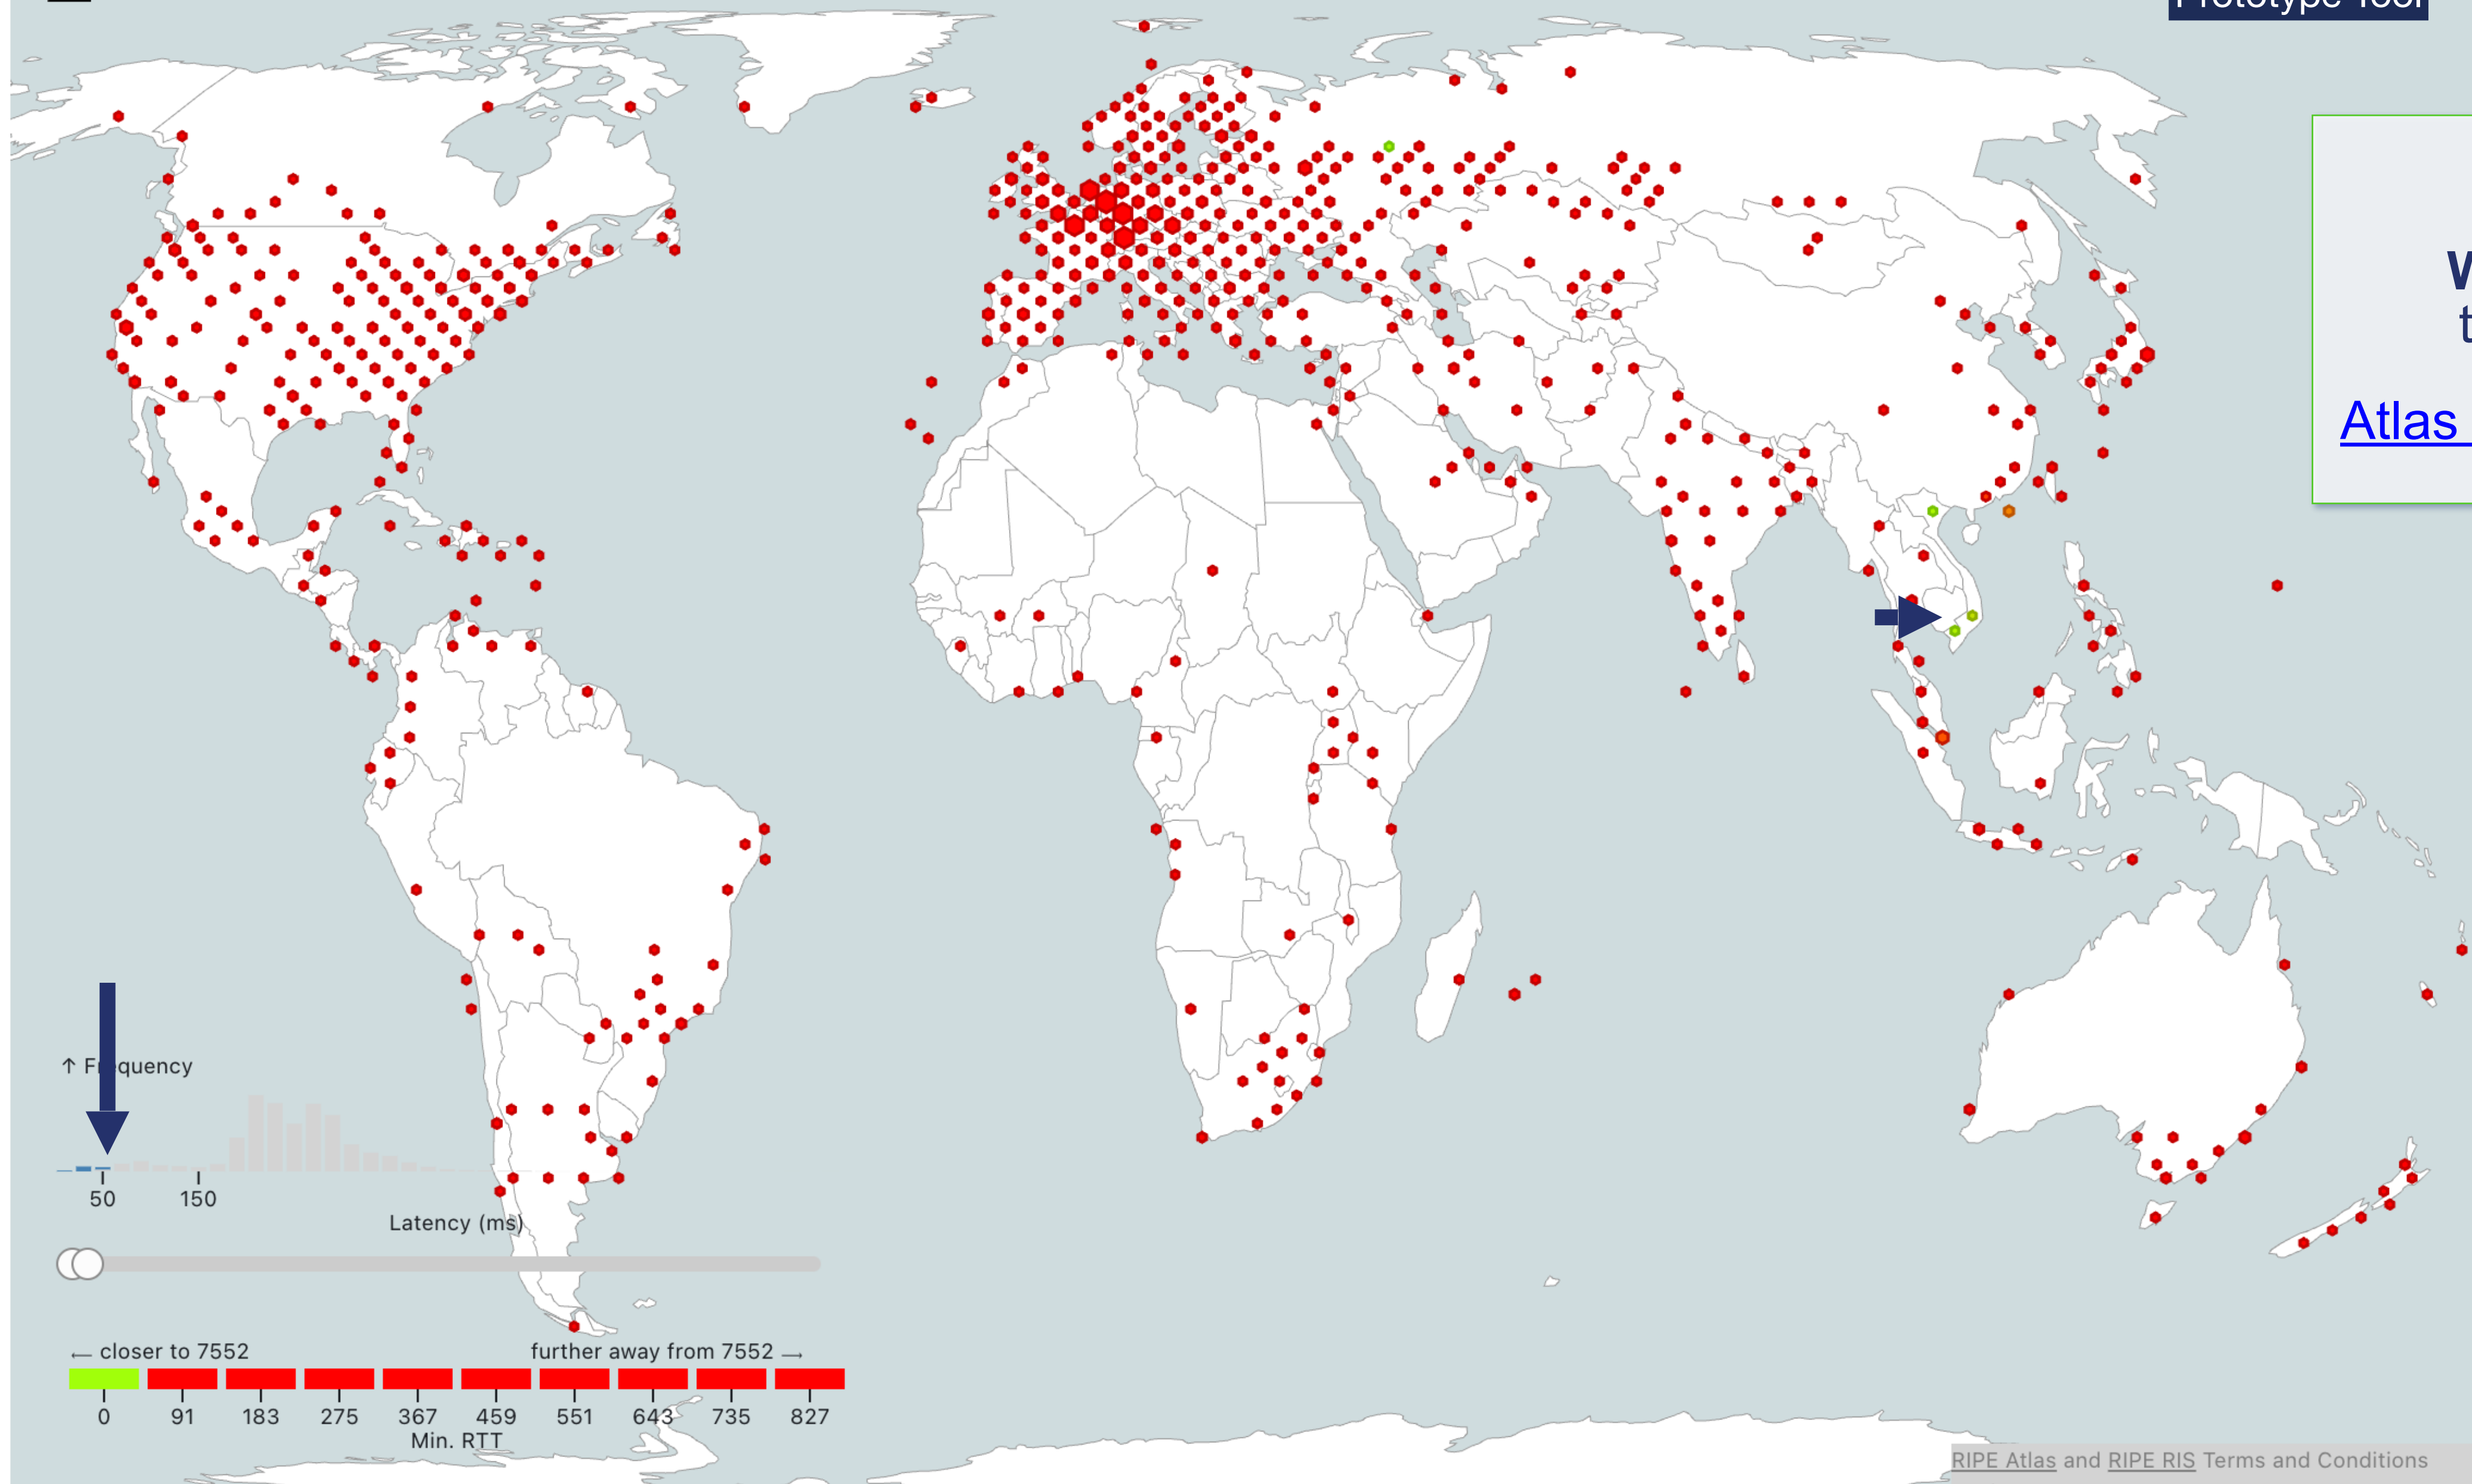 Prototype Tool
W
t
Atlas
↑ Frequency
50 150
Latency (ms)
← closer to 7552 further away from 7552 →
0 91 183 275 367 459 551 643 735 827
Min. RTT
RIPE Atlas and RIPE RIS Terms and Conditions